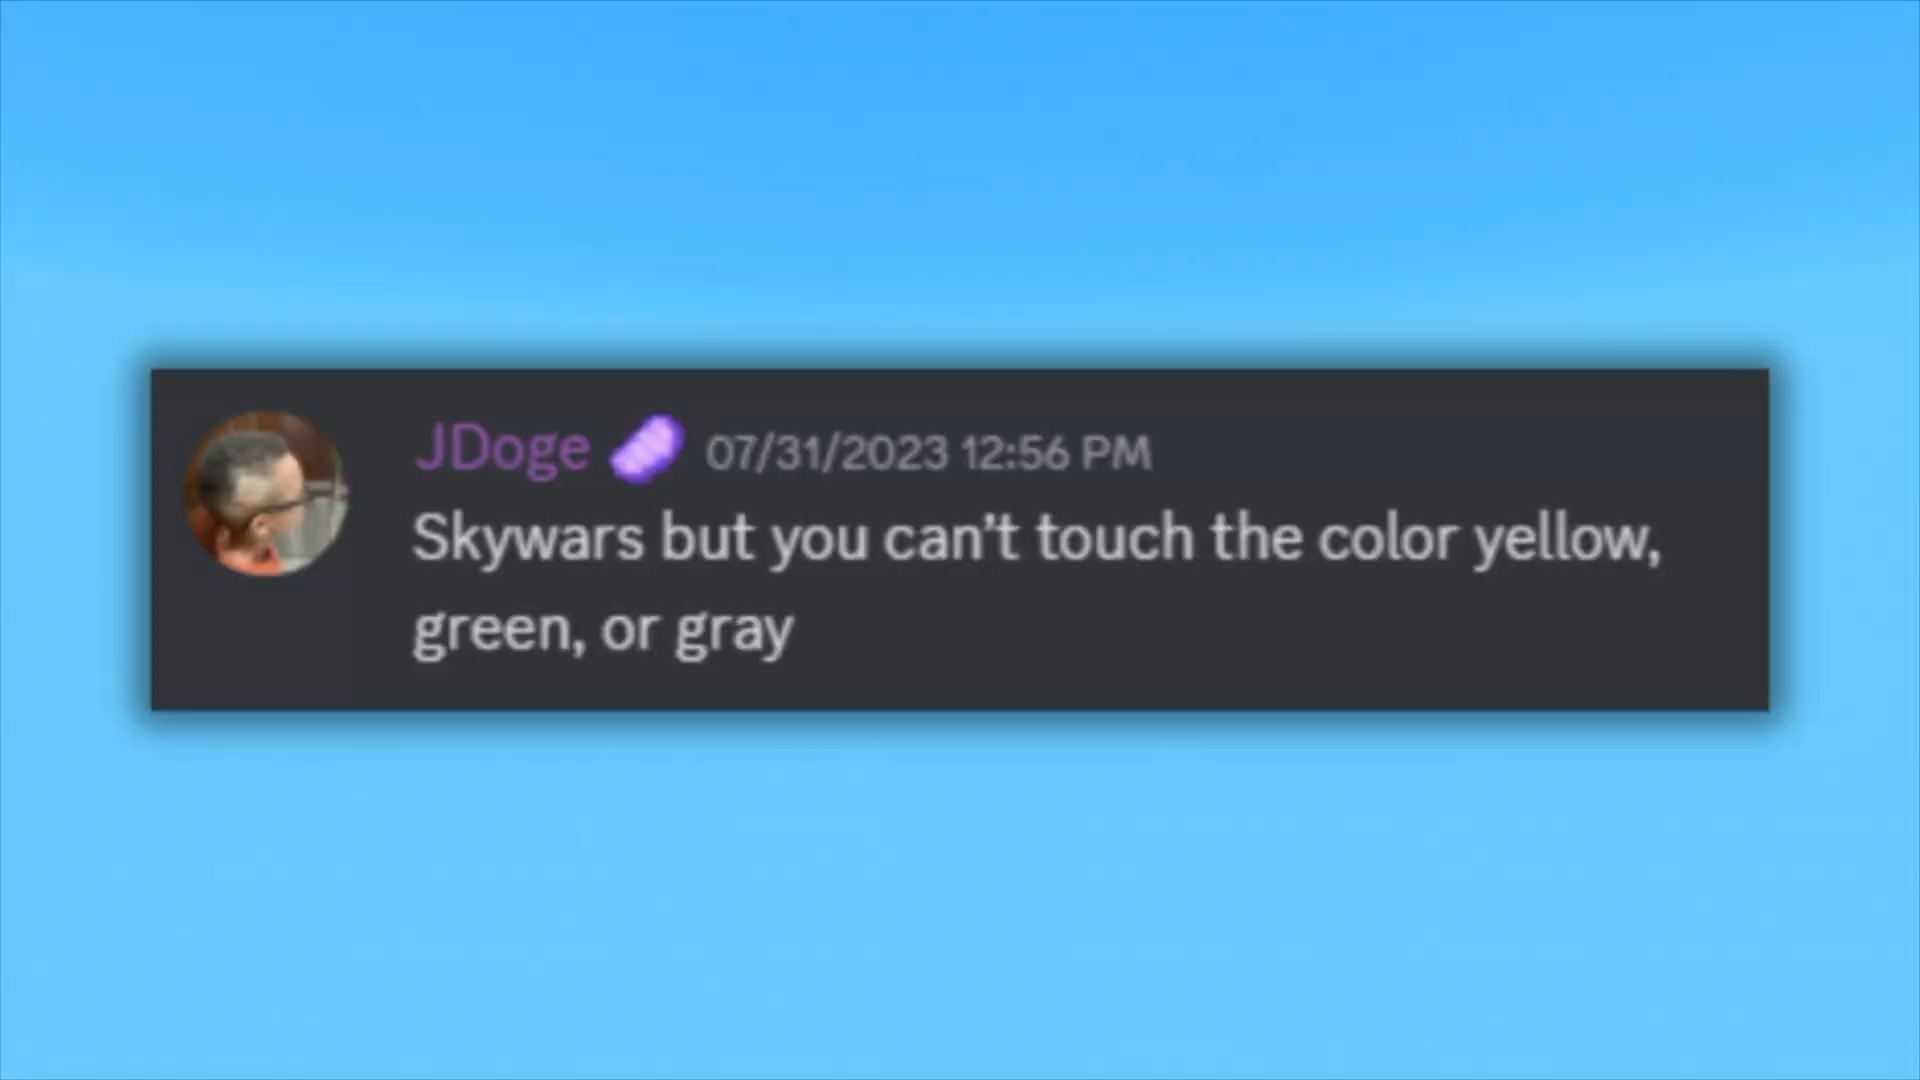 JDoge 07/31/2023 12:56 PM
Skywars but you can't touch the color yellow,
green, or gray